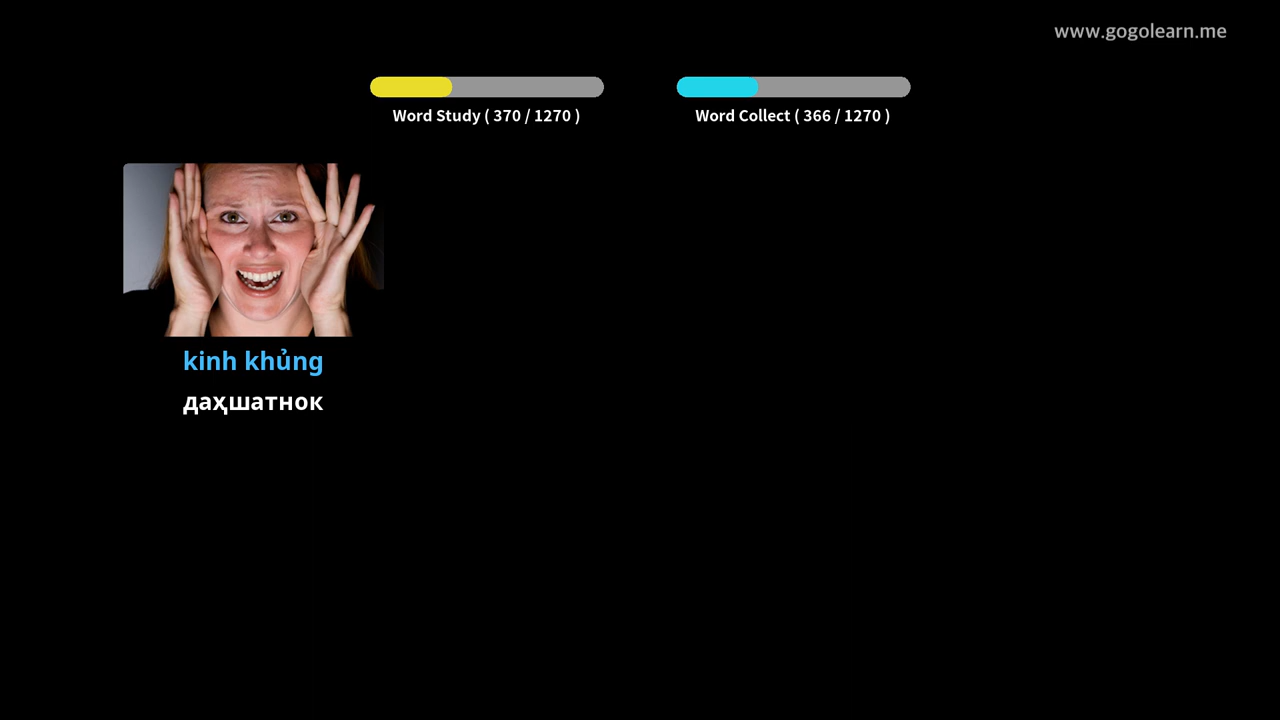 www.gogolearn.me
Word Study ( 370 / 1270 )
Word Collect ( 366 / 1270 )
kinh khủng
даҳшатнок